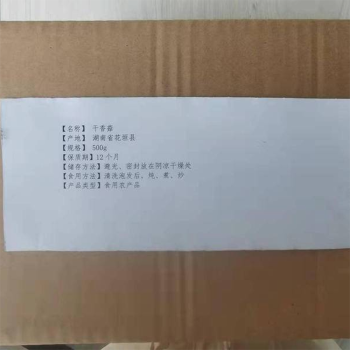 【名称】 干香菇
【产地】 湖南省花垣县
【规格】 500g
【保质期】12个月
【储存方法】避光、密封放在阴凉干燥处
【食用方法】清洗泡发后，炖、煮、炒
【产品类型】食用农产品